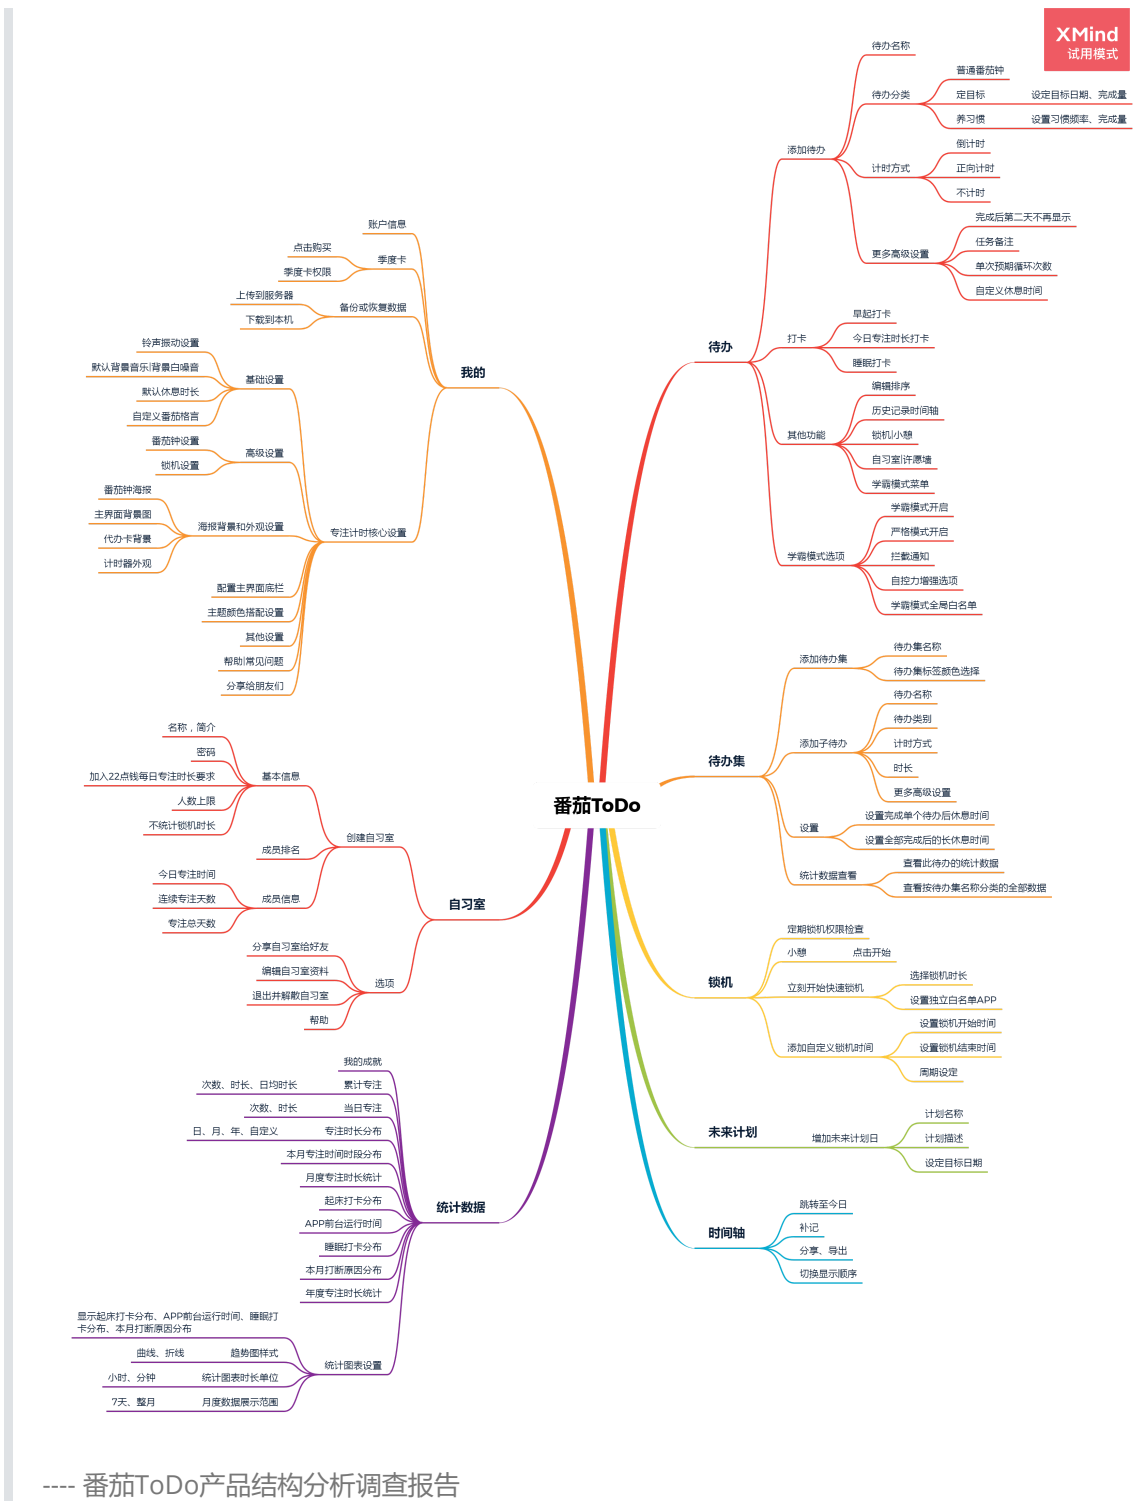 XMind
试用模式
番茄ToDo
待办
添加待办
待办名称
待办分类
普通番茄钟
定目标
设定目标日期、完成量
养习惯
设置习惯频率、完成量
计时方式
倒计时
正向计时
不计时
更多高级设置
完成后第二天不再显示
任务备注
单次预期循环次数
自定义休息时间
打卡
早起打卡
今日专注时长打卡
睡眠打卡
其他功能
编辑排序
历史记录时间轴
锁机|小憩
自习室|许愿墙
学霸模式菜单
学霸模式选项
学霸模式开启
严格模式开启
拦截通知
自控力增强选项
学霸模式全局白名单
待办集
添加待办集
待办集名称
待办集标签颜色选择
添加子待办
待办名称
待办类别
计时方式
时长
更多高级设置
设置
设置完成单个待办后休息时间
设置全部完成后的长休息时间
统计数据查看
查看此待办的统计数据
查看按待办集名称分类的全部数据
锁机
定期锁机权限检查
小憩
点击开始
立刻开始快速锁机
选择锁机时长
设置独立白名单APP
添加自定义锁机时间
设置锁机开始时间
设置锁机结束时间
周期设定
未来计划
增加未来计划日
计划名称
计划描述
设定目标日期
时间轴
跳转至今日
补记
分享、导出
切换显示顺序
我的
账户信息
季度卡
点击购买
季度卡权限
备份或恢复数据
上传到服务器
下载到本机
专注计时核心设置
基础设置
铃声振动设置
默认背景音乐|背景白噪音
默认休息时长
自定义番茄格言
高级设置
番茄钟设置
锁机设置
海报背景和外观设置
番茄钟海报
主界面背景图
代办卡背景
计时器外观
配置主界面底栏
主题颜色搭配设置
其他设置
帮助|常见问题
分享给朋友们
自习室
创建自习室
基本信息
名称，简介
密码
加入22点钱每日专注时长要求
人数上限
不统计锁机时长
成员排名
成员信息
今日专注时间
连续专注天数
专注总天数
选项
分享自习室给好友
编辑自习室资料
退出并解散自习室
帮助
统计数据
我的成就
累计专注
次数、时长、日均时长
当日专注
次数、时长
专注时长分布
日、月、年、自定义
本月专注时间时段分布
月度专注时长统计
起床打卡分布
APP前台运行时间
睡眠打卡分布
本月打断原因分布
年度专注时长统计
统计图表设置
显示起床打卡分布、APP前台运行时间、睡眠打
卡分布、本月打断原因分布
趋势图样式
曲线、折线
统计图表时长单位
小时、分钟
月度数据展示范围
7天、整月
---- 番茄ToDo产品结构分析调查报告